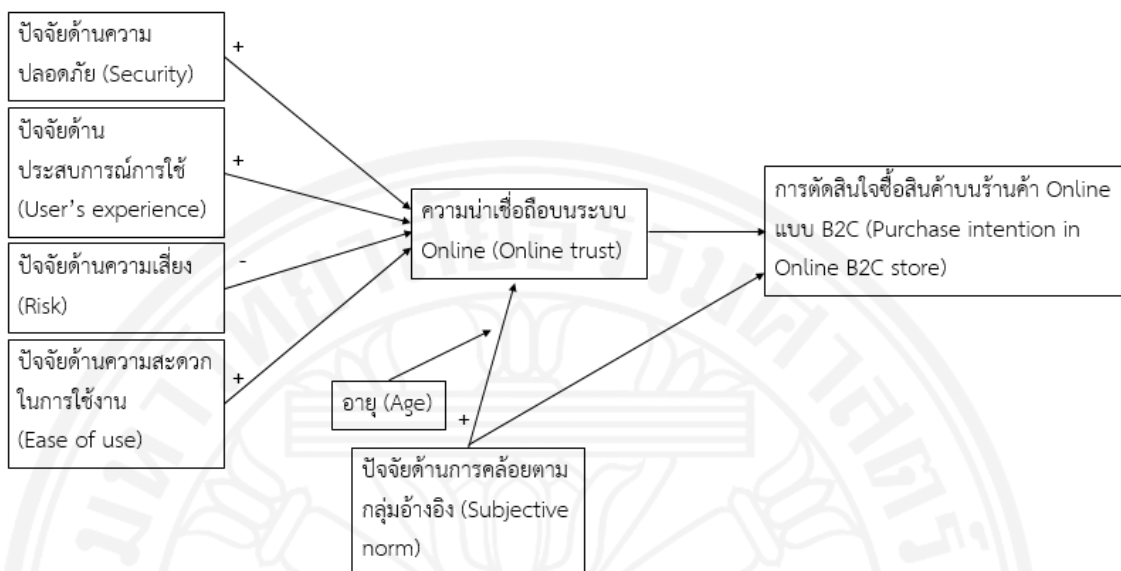 ปัจจัยด้านความ
ปลอดภัย (Security)
+
ปัจจัยด้าน
ประสบการณ์การใช้
(User’s experience)
+
ปัจจัยด้านความเสี่ยง
(Risk)
-
ปัจจัยด้านความสะดวก
ในการใช้งาน
(Ease of use)
+
ความน่าเชื่อถือบนระบบ
Online (Online trust)
การตัดสินใจซื้อสินค้าบนร้านค้า Online
แบบ B2C (Purchase intention in
Online B2C store)
อายุ (Age)
+
ปัจจัยด้านการคล้อยตาม
กลุ่มอ้างอิง (Subjective
norm)